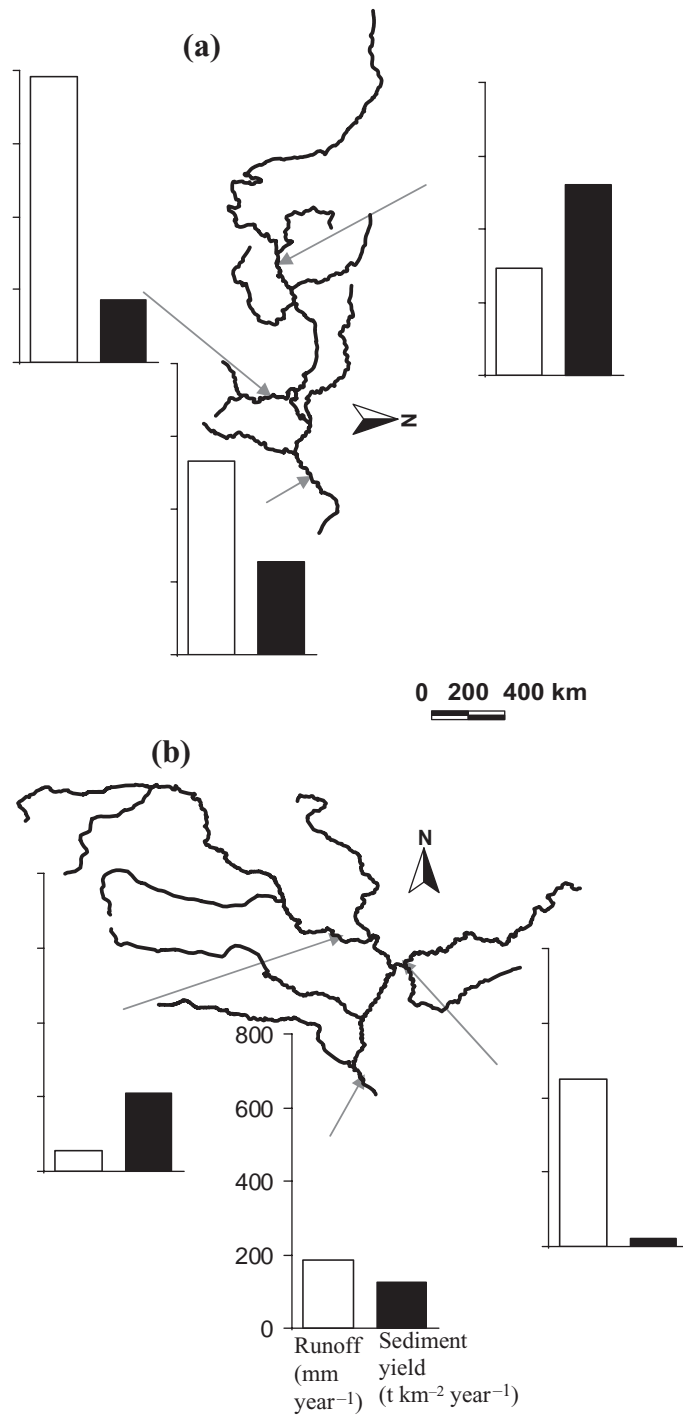 (a)
N
0 200 400 km
(b)
N
800
600
400
200
0
Runoff
(mm
year⁻¹)
Sediment
yield
(t km⁻² year⁻¹)